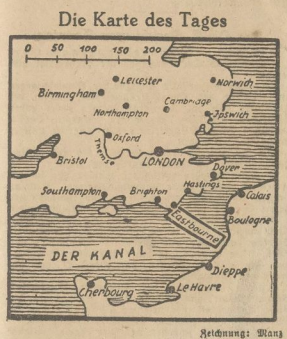 Die Karte des Tages
0 50 100 150 200
Leicester
Norwich
Birmingham
Northampton
Cambridge
Ipswich
Oxford
Themse
Bristol
LONDON
Dover
Hastings
Southampton
Brighton
Calais
Eastbourne
Boulogne
DER KANAL
Dieppe
Cherbourg
Le Havre
Zeichnung: Manz